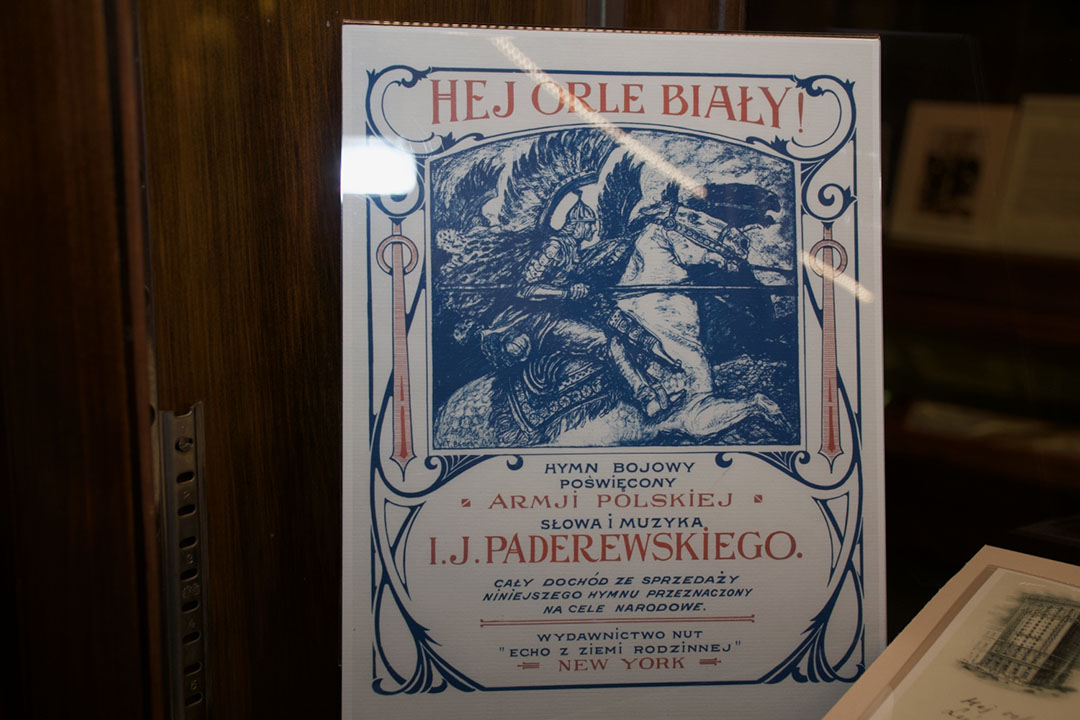 HEJ ORLE BIAŁY!
HYMN BOJOWY
POŚWIĘCONY
ARMJI POLSKIEJ
SŁOWA i MUZYKA
I.J. PADEREWSKIEGO.
CAŁY DOCHÓD ZE SPRZEDAŻY
NINIEJSZEGO HYMNU PRZEZNACZONY
NA CELE NARODOWE.
WYDAWNICTWO NUT
"ECHO Z ZIEMI RODZINNEJ"
NEW YORK
Hej